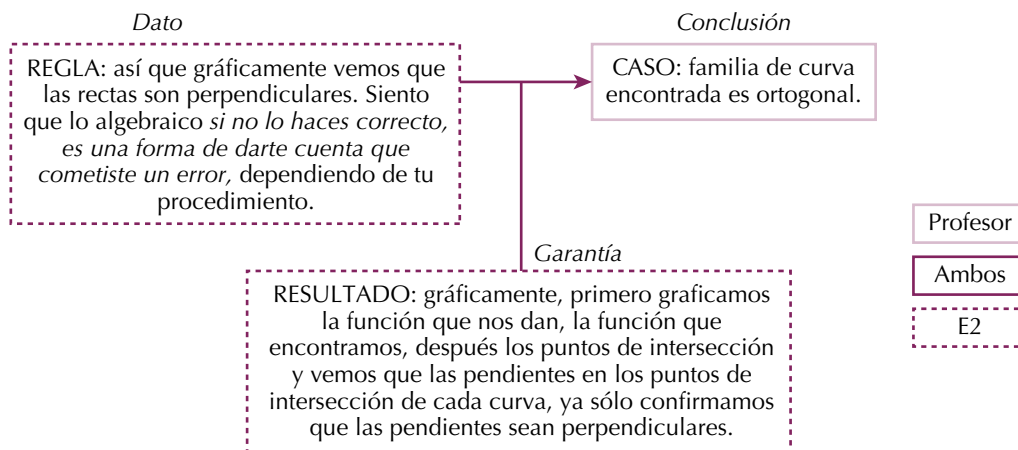 Dato
Conclusión
REGLA: así que gráficamente vemos que
las rectas son perpendiculares. Siento
que lo algebraico si no lo haces correcto,
es una forma de darte cuenta que
cometiste un error, dependiendo de tu
procedimiento.
CASO: familia de curva
encontrada es ortogonal.
Garantía
RESULTADO: gráficamente, primero graficamos
la función que nos dan, la función que
encontramos, después los puntos de intersección
y vemos que las pendientes en los puntos de
intersección de cada curva, ya sólo confirmamos
que las pendientes sean perpendiculares.
Profesor
Ambos
E2